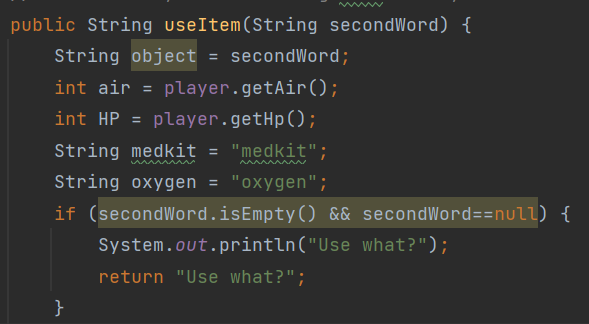 public String useItem(String secondWord) {
String object = secondWord;
int air = player.getAir();
int HP = player.getHp();
String medkit = "medkit";
String oxygen = "oxygen";
if (secondWord.isEmpty() && secondWord==null) {
System.out.println("Use what?");
return "Use what?";
}